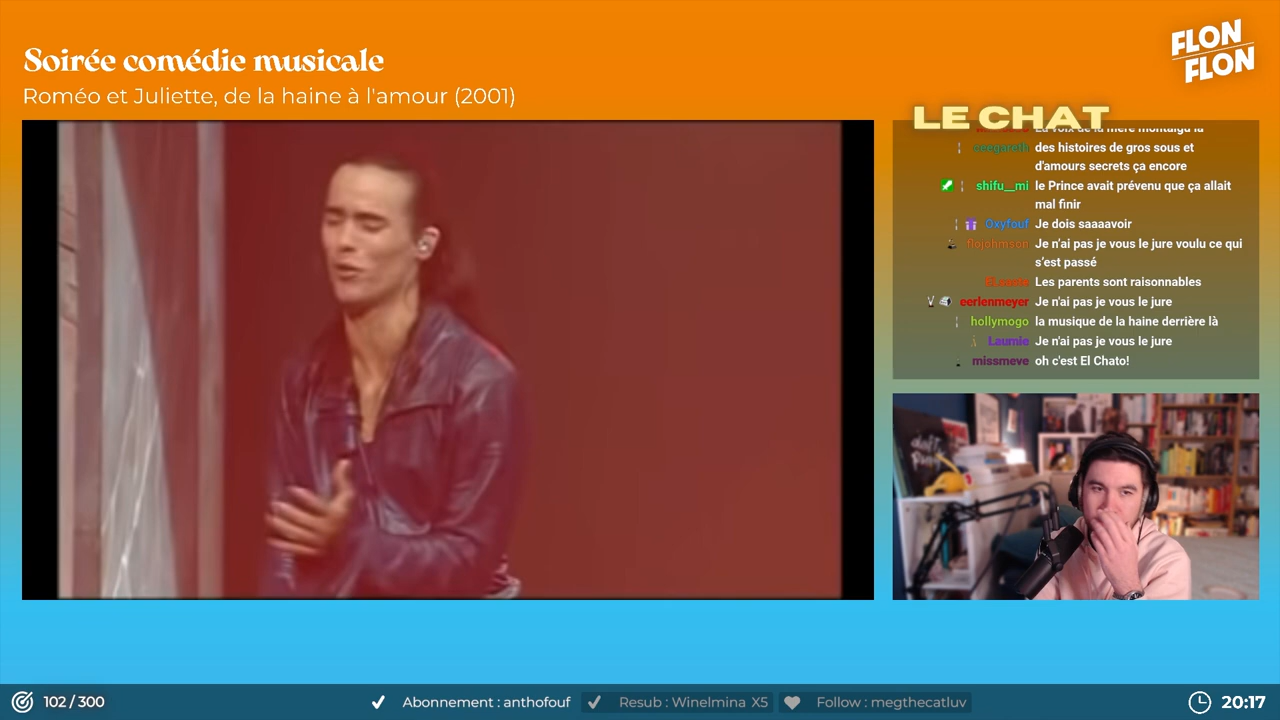 Soirée comédie musicale
Roméo et Juliette, de la haine à l'amour (2001)
FLON
FLON
LE CHAT
des histoires de gros sous et
d'amours secrets ça encore
shifu__mi le Prince avait prévenu que ça allait
mal finir
Oxyfouf Je dois saaaavoir
flojohmson Je n'ai pas je vous le jure voulu ce qui
s'est passé
Les parents sont raisonnables
eerlenmeyer Je n'ai pas je vous le jure
hollymogo la musique de la haine derrière là
Laumie Je n'ai pas je vous le jure
missmeve oh c'est El Chato!
102 / 300
Abonnement : anthofouf
Resub : Winelmina X5
Follow : megthecatluv
20:17